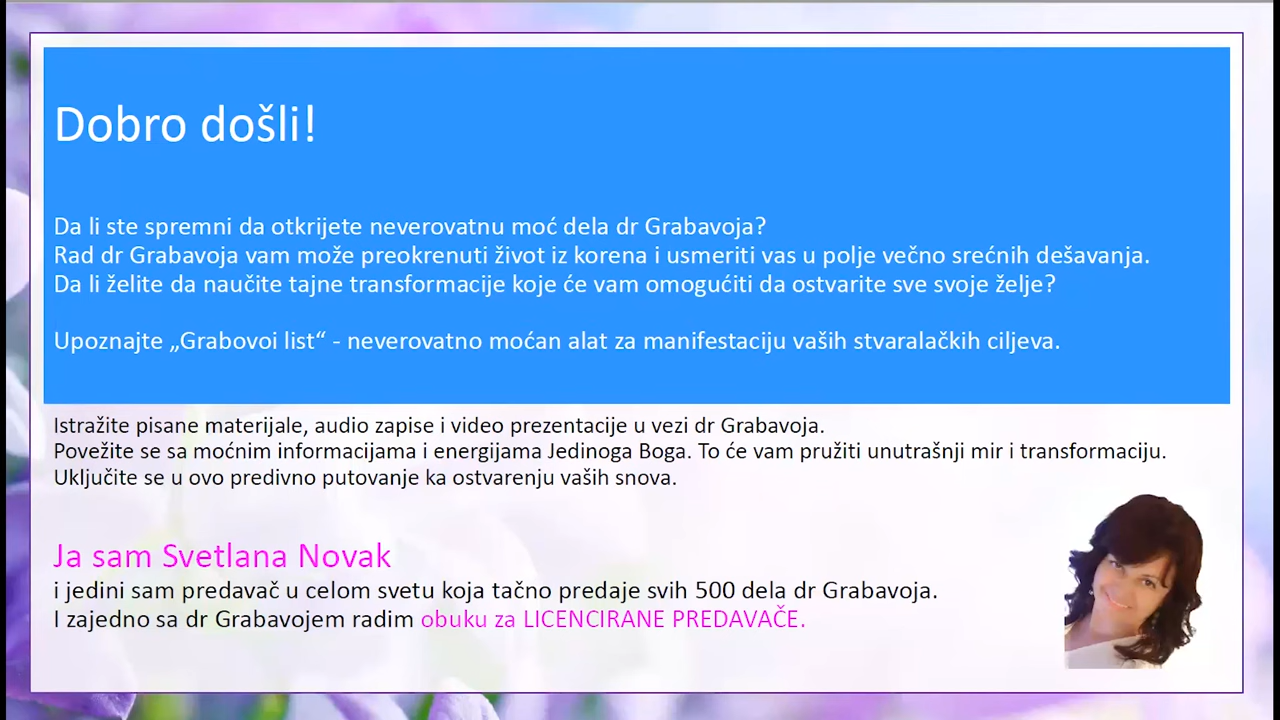 Dobro došli!
Da li ste spremni da otkrijete neverovatnu moć dela dr Grabavoja?
Rad dr Grabavoja vam može preokrenuti život iz korena i usmeriti vas u polje večno srećnih dešavanja.
Da li želite da naučite tajne transformacije koje će vam omogućiti da ostvarite sve svoje želje?
Upoznajte „Grabovoi list“ - neverovatno moćan alat za manifestaciju vaših stvaralačkih ciljeva.
Istražite pisane materijale, audio zapise i video prezentacije u vezi dr Grabavoja.
Povežite se sa moćnim informacijama i energijama Jedinoga Boga. To će vam pružiti unutrašnji mir i transformaciju.
Uključite se u ovo predivno putovanje ka ostvarenju vaših snova.
Ja sam Svetlana Novak
i jedini sam predavač u celom svetu koja tačno predaje svih 500 dela dr Grabavoja.
I zajedno sa dr Grabavojem radim obuku za LICENCIRANE PREDAVAČE.